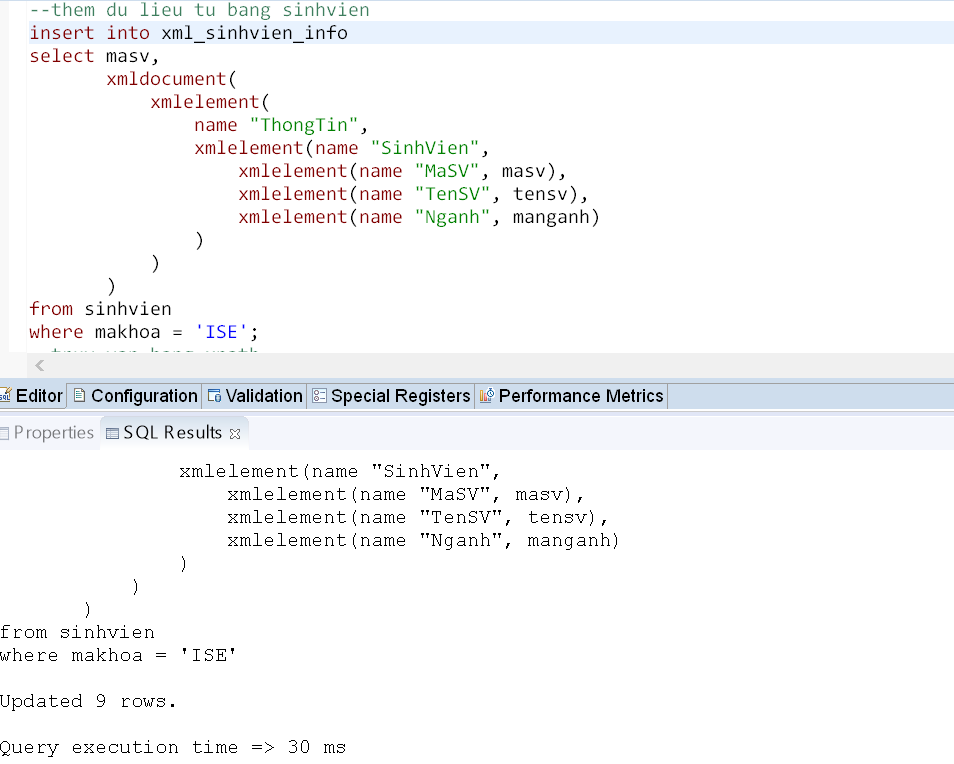 --them du lieu tu bang sinhvien
insert into xml_sinhvien_info
select masv,
xmldocument(
xmlelement(
name "ThongTin",
xmlelement(name "SinhVien",
xmlelement(name "MaSV", masv),
xmlelement(name "TenSV", tensv),
xmlelement(name "Nganh", manganh)
)
)
)
from sinhvien
where makhoa = 'ISE';
<
Editor Configuration Validation Special Registers Performance Metrics
Properties SQL Results
xmlelement(name "SinhVien",
xmlelement(name "MaSV", masv),
xmlelement(name "TenSV", tensv),
xmlelement(name "Nganh", manganh)
)
)
)
from sinhvien
where makhoa = 'ISE'
Updated 9 rows.
Query execution time => 30 ms